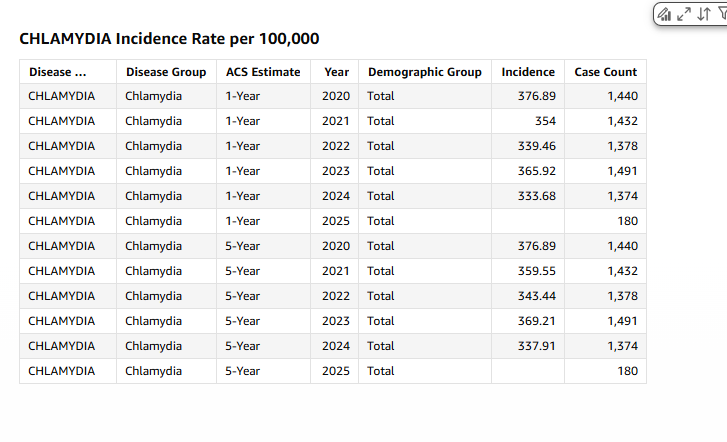 CHLAMYDIA Incidence Rate per 100,000
Disease ... Disease Group ACS Estimate Year Demographic Group Incidence Case Count
CHLAMYDIA Chlamydia 1-Year 2020 Total 376.89 1,440
CHLAMYDIA Chlamydia 1-Year 2021 Total 354 1,432
CHLAMYDIA Chlamydia 1-Year 2022 Total 339.46 1,378
CHLAMYDIA Chlamydia 1-Year 2023 Total 365.92 1,491
CHLAMYDIA Chlamydia 1-Year 2024 Total 333.68 1,374
CHLAMYDIA Chlamydia 1-Year 2025 Total 180
CHLAMYDIA Chlamydia 5-Year 2020 Total 376.89 1,440
CHLAMYDIA Chlamydia 5-Year 2021 Total 359.55 1,432
CHLAMYDIA Chlamydia 5-Year 2022 Total 343.44 1,378
CHLAMYDIA Chlamydia 5-Year 2023 Total 369.21 1,491
CHLAMYDIA Chlamydia 5-Year 2024 Total 337.91 1,374
CHLAMYDIA Chlamydia 5-Year 2025 Total 180